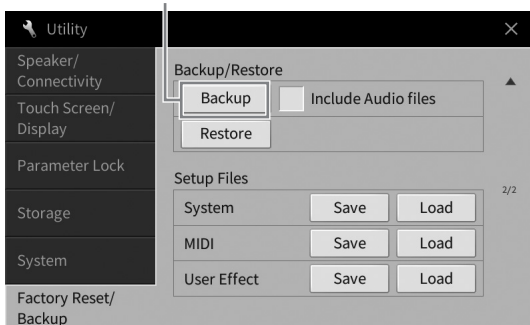 Utility
Speaker/
Connectivity
Touch Screen/
Display
Parameter Lock
Storage
System
Factory Reset/
Backup
Backup/Restore
Backup
Include Audio files
Restore
Setup Files
System Save Load
MIDI Save Load
User Effect Save Load
2/2